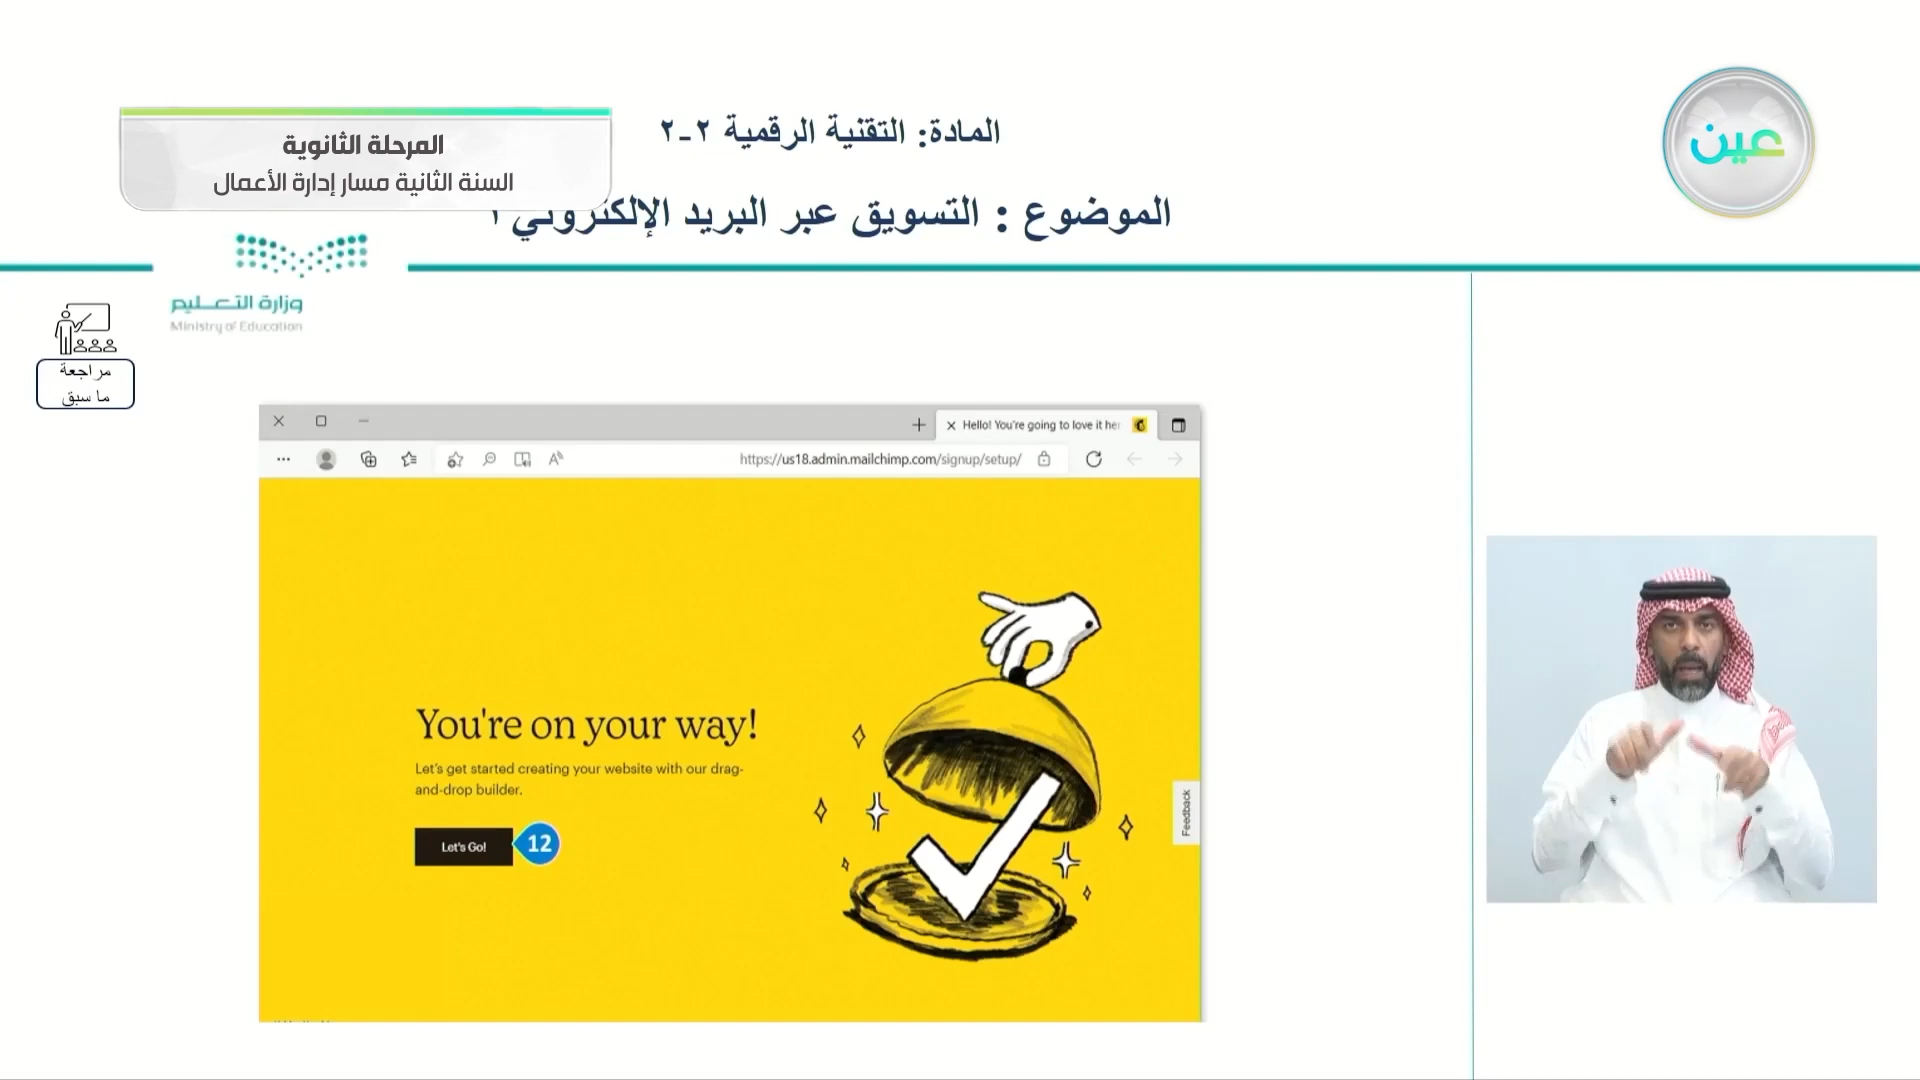 المرحلة الثانوية
السنة الثانية مسار إدارة الأعمال
المادة: التقنية الرقمية ٢-٢
الموضوع : التسويق عبر البريد الإلكتروني
عين
وزارة التعليم
Ministry of Education
مراجعة
ما سبق
Hello! You're going to love it her
https://us18.admin.mailchimp.com/signup/setup/
You're on your way!
Let's get started creating your website with our drag-
and-drop builder.
Let's Go!
12
Feedback